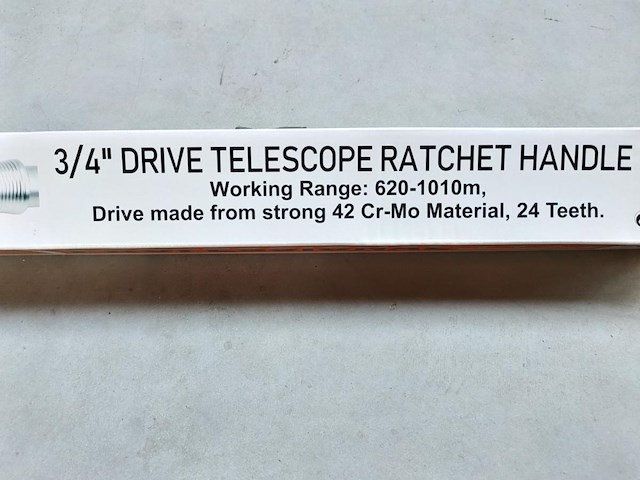 3/4" DRIVE TELESCOPE RATCHET HANDLE
Working Range: 620-1010m,
Drive made from strong 42 Cr-Mo Material, 24 Teeth.